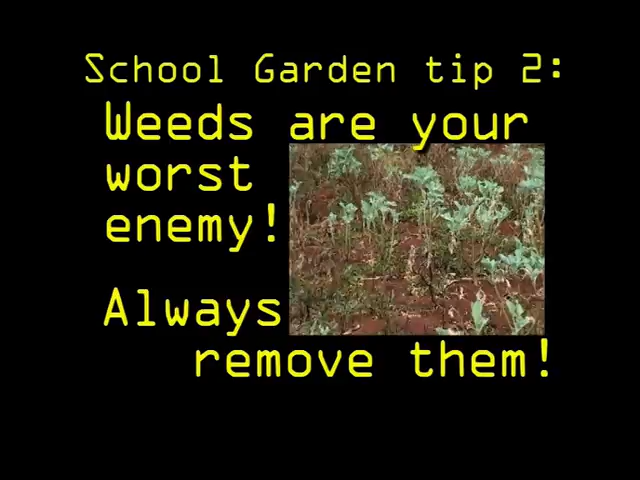 School Garden tip 2:
Weeds are your
worst
enemy!
Always
remove them!